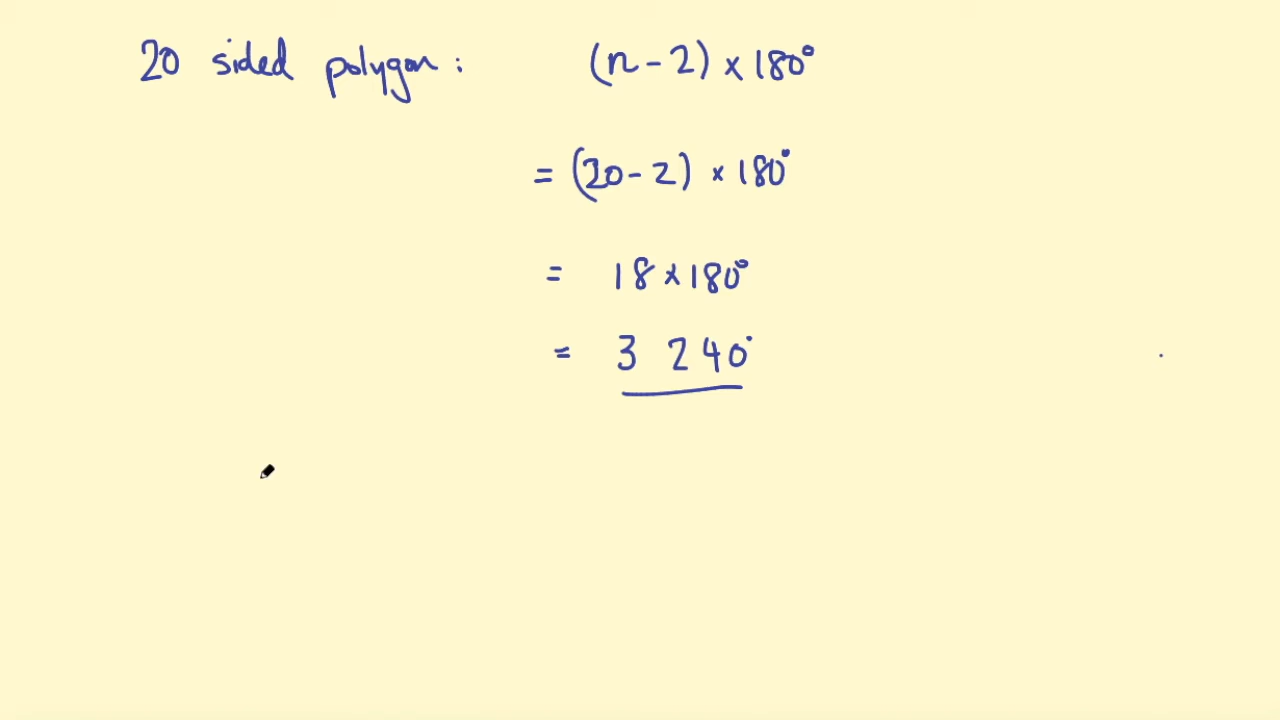 20 sided polygon: (n-2) × 180°
= (20-2) × 180°
= 18 × 180°
= 3 240°